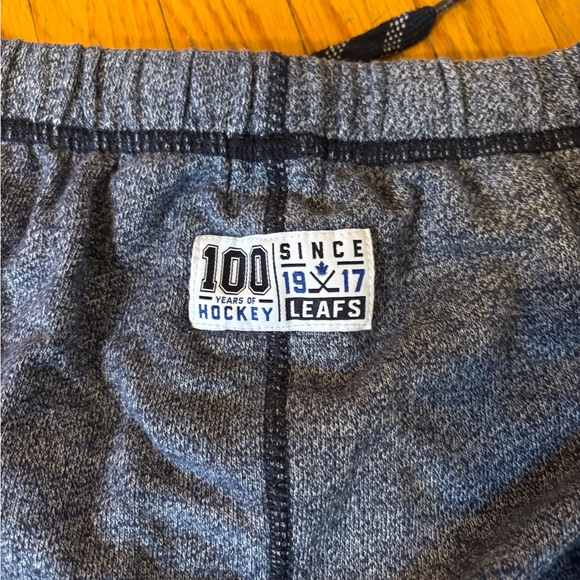 100
YEARS OF
HOCKEY
SINCE
19 17
LEAFS